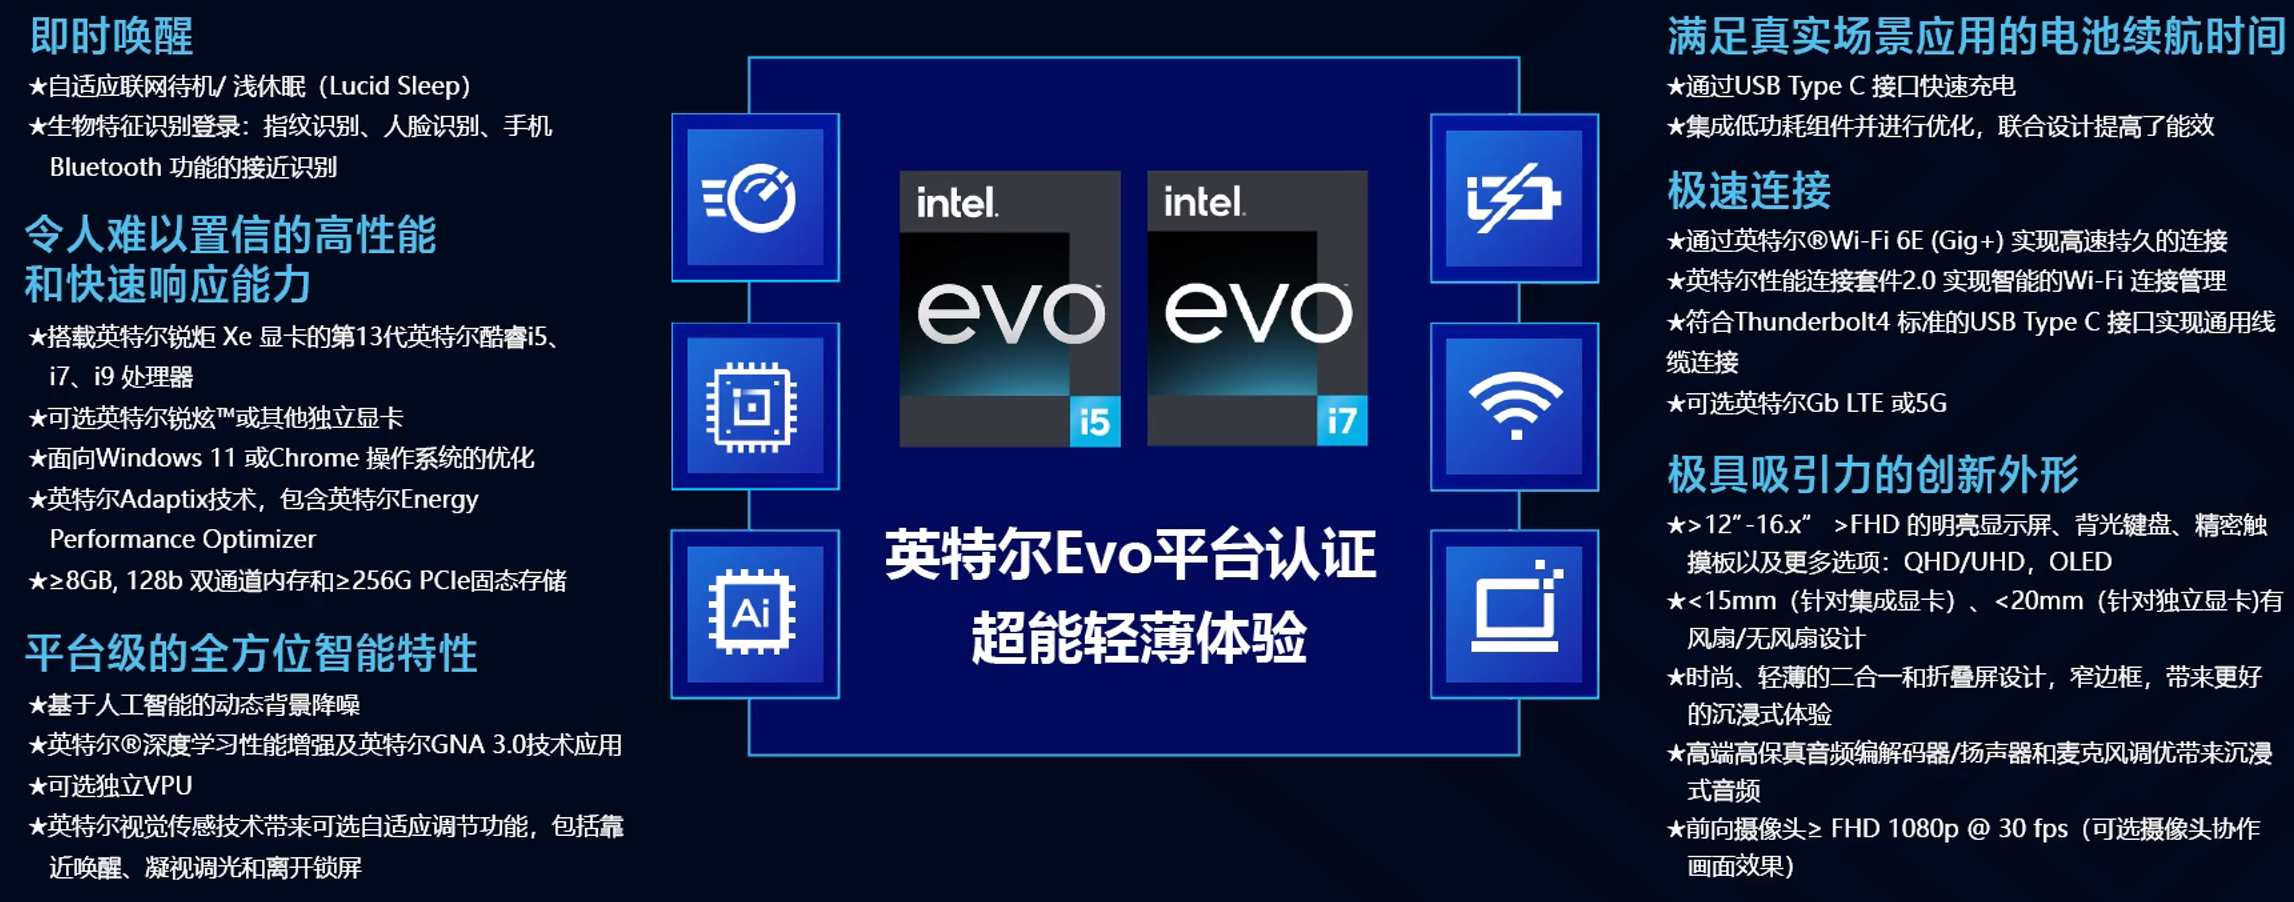 即时唤醒
★自适应联网待机/ 浅休眠（Lucid Sleep）
★生物特征识别登录：指纹识别、人脸识别、手机
Bluetooth 功能的接近识别
令人难以置信的高性能
和快速响应能力
★搭载英特尔锐炬 Xe 显卡的第13代英特尔酷睿i5、
i7、i9 处理器
★可选英特尔锐炫™或其他独立显卡
★面向Windows 11 或Chrome 操作系统的优化
★英特尔Adaptix技术，包含英特尔Energy
Performance Optimizer
★≥8GB, 128b 双通道内存和≥256G PCIe固态存储
平台级的全方位智能特性
★基于人工智能的动态背景降噪
★英特尔®深度学习性能增强及英特尔GNA 3.0技术应用
★可选独立VPU
★英特尔视觉传感技术带来可选自适应调节功能，包括靠
近唤醒、凝视调光和离开锁屏
Ai
intel.
evo™
i5
intel.
evo™
i7
英特尔Evo平台认证
超能轻薄体验
满足真实场景应用的电池续航时间
★通过USB Type C 接口快速充电
★集成低功耗组件并进行优化，联合设计提高了能效
极速连接
★通过英特尔®Wi-Fi 6E (Gig+) 实现高速持久的连接
★英特尔性能连接套件2.0 实现智能的Wi-Fi 连接管理
★符合Thunderbolt4 标准的USB Type C 接口实现通用线
缆连接
★可选英特尔Gb LTE 或5G
极具吸引力的创新外形
★>12”-16.x” >FHD 的明亮显示屏、背光键盘、精密触
摸板以及更多选项：QHD/UHD，OLED
★<15mm（针对集成显卡）、<20mm（针对独立显卡)有
风扇/无风扇设计
★时尚、轻薄的二合一和折叠屏设计，窄边框，带来更好
的沉浸式体验
★高端高保真音频编解码器/扬声器和麦克风调优带来沉浸
式音频
★前向摄像头≥ FHD 1080p @ 30 fps（可选摄像头协作
画面效果）